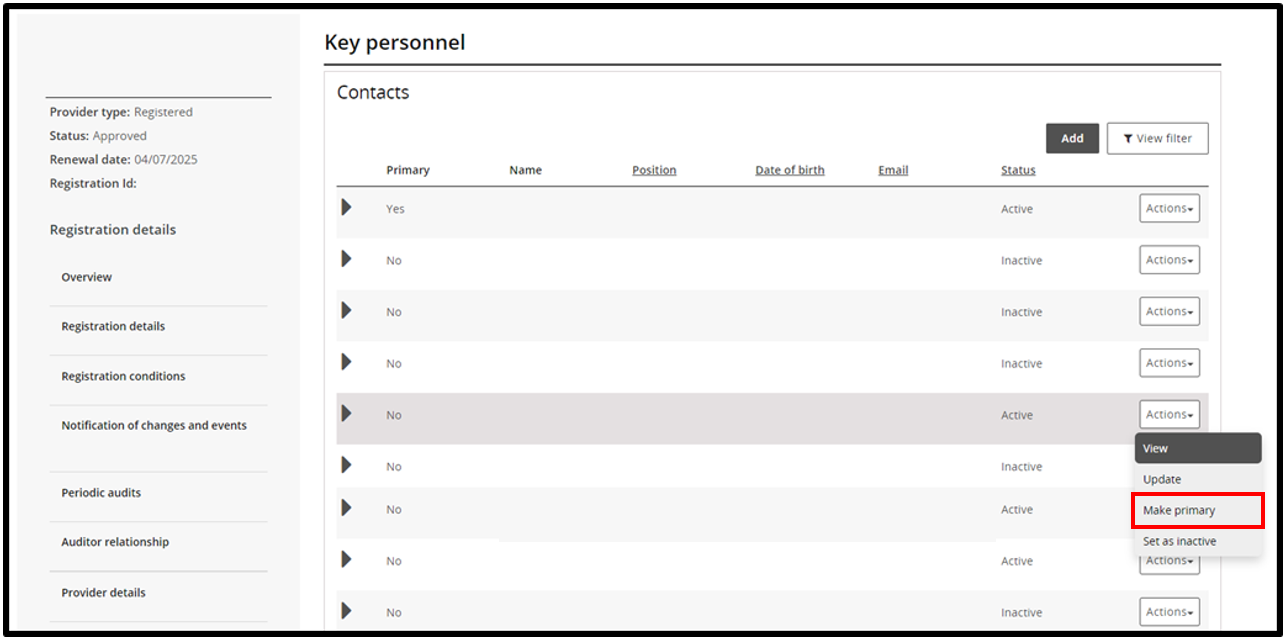 Key personnel
Provider type: Registered
Status: Approved
Renewal date: 04/07/2025
Registration Id:
Registration details
Overview
Registration details
Registration conditions
Notification of changes and events
Periodic audits
Auditor relationship
Provider details
Contacts
Add View filter
Primary Name Position Date of birth Email Status
Yes Active Actions
No Inactive Actions
No Inactive Actions
No Inactive Actions
No Active Actions
View
Update
Make primary
Set as inactive
No Inactive
No Active
No Active Actions
No Inactive Actions